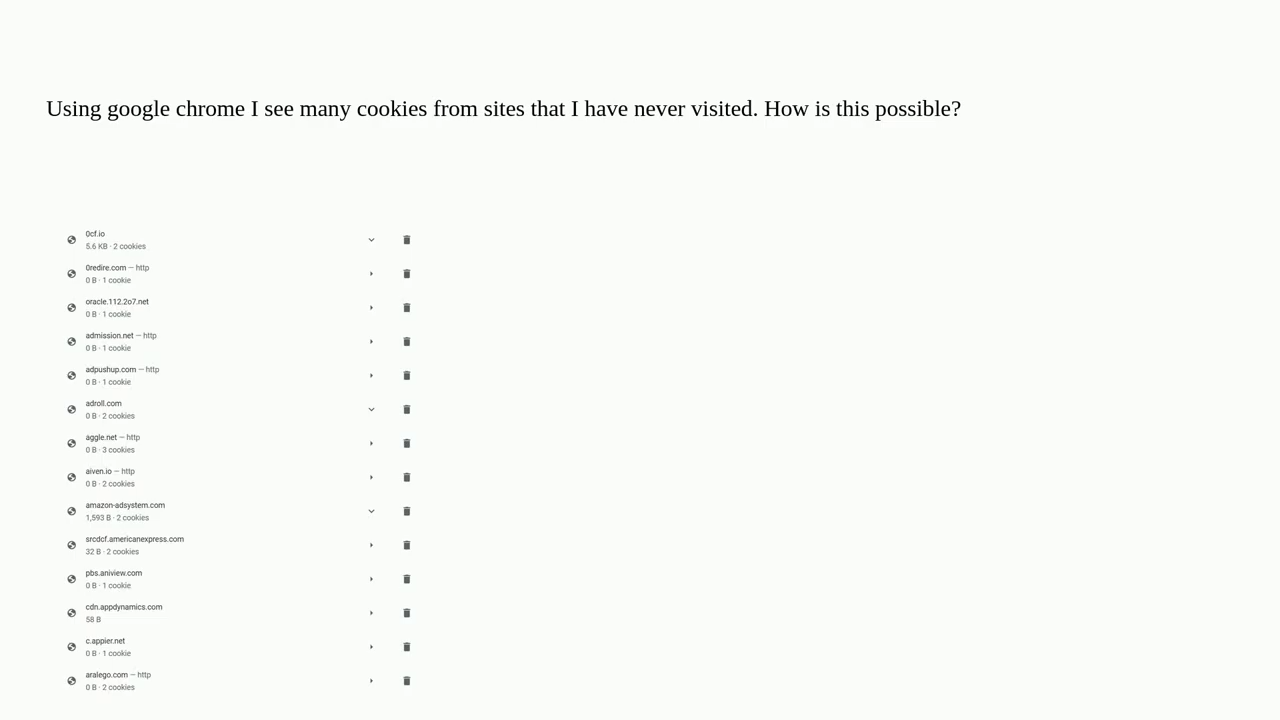 Using google chrome I see many cookies from sites that I have never visited. How is this possible?
0cf.io
5.6 KB · 2 cookies
0redire.com — http
0 B · 1 cookie
oracle.112.2o7.net
0 B · 1 cookie
admission.net — http
0 B · 1 cookie
adpushup.com — http
0 B · 1 cookie
adroll.com
0 B · 2 cookies
aggle.net — http
0 B · 3 cookies
aiven.io — http
0 B · 2 cookies
amazon-adsystem.com
1,593 B · 2 cookies
srcdcf.americanexpress.com
32 B · 2 cookies
pbs.aniview.com
0 B · 1 cookie
cdn.appdynamics.com
58 B
c.appier.net
0 B · 1 cookie
aralego.com — http
0 B · 2 cookies